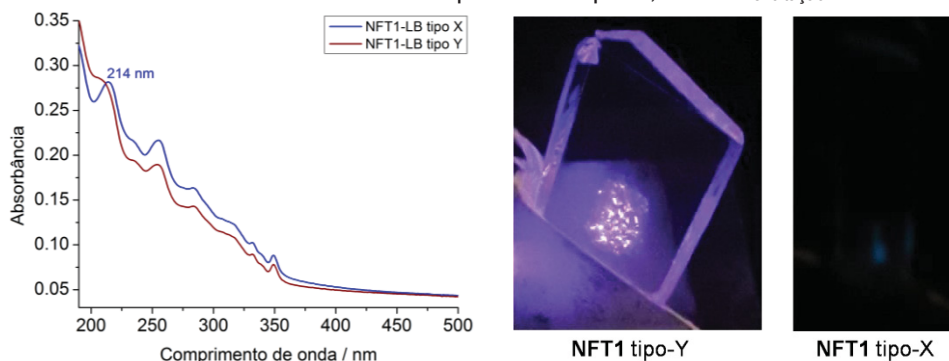 NFT1-LB tipo X
NFT1-LB tipo Y
214 nm
0.35
0.30
0.25
0.20
0.15
0.10
0.05
Absorbância
200 250 300 350 400 450 500
Comprimento de onda / nm
NFT1 tipo-Y
NFT1 tipo-X